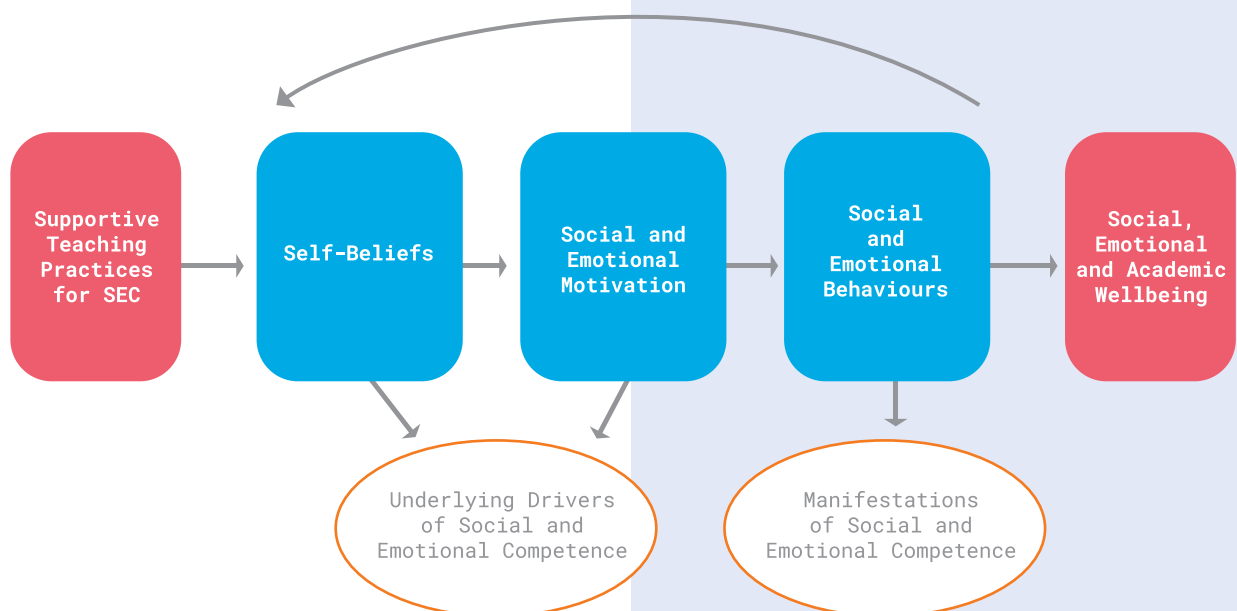 Supportive
Teaching
Practices
for SEC
Self-Beliefs
Social and
Emotional
Motivation
Social
and
Emotional
Behaviours
Social,
Emotional
and Academic
Wellbeing
Underlying Drivers
of Social and
Emotional Competence
Manifestations
of Social and
Emotional Competence